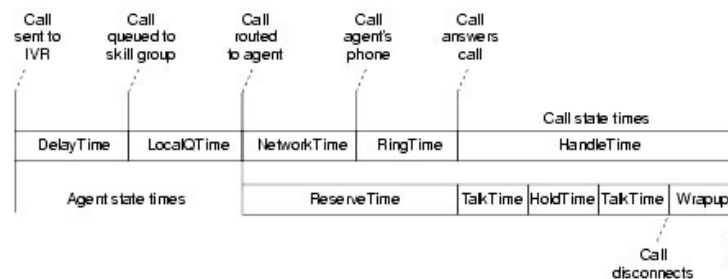 Call
sent to
IVR
Call
queued to
skill group
Call
routed
to agent
Call
agent's
phone
Call
answers
call
Call state times
DelayTime
LocalQTime
NetworkTime
RingTime
HandleTime
Agent state times
ReserveTime
TalkTime
HoldTime
TalkTime
Wrapup
Call
disconnects